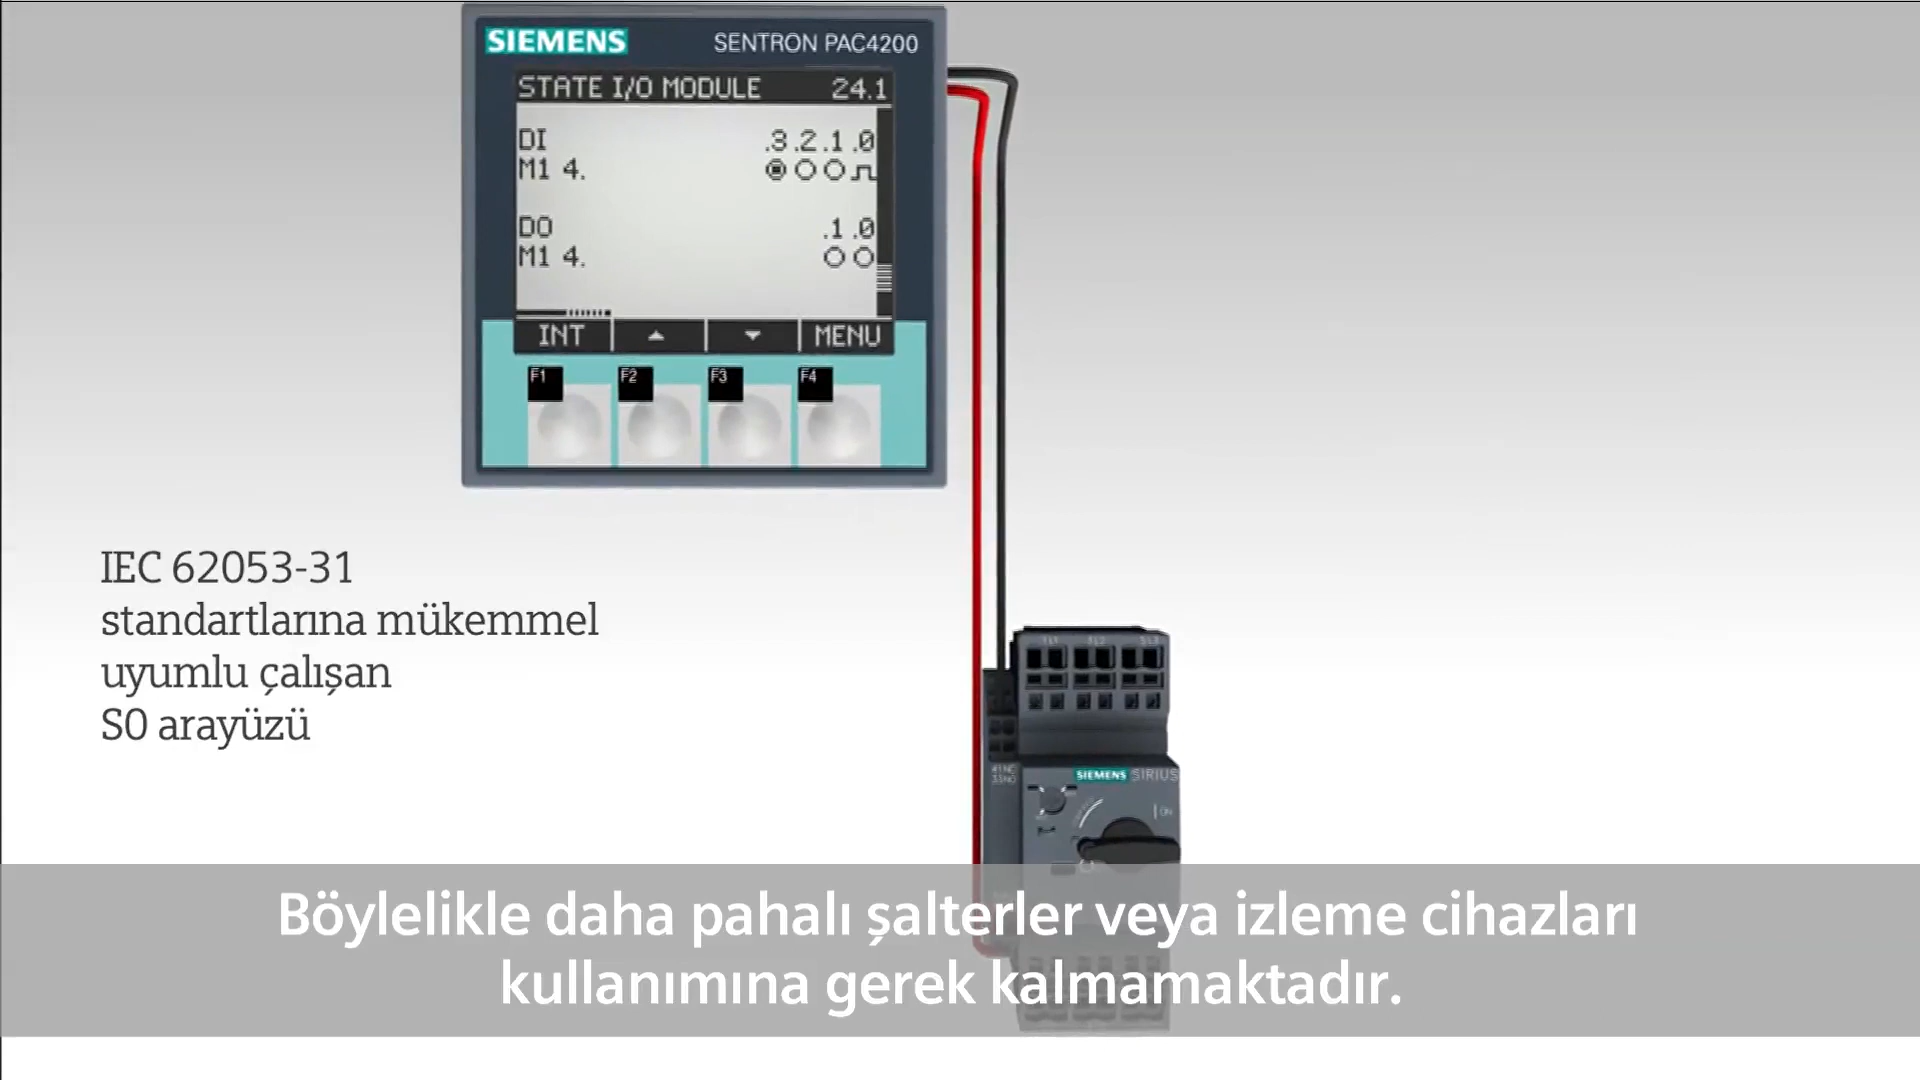 SIEMENS SENTRON PAC4200
STATE I/O MODULE 24.1
DI .3 .2 .1 .0
M1 4.
DO .1 .0
M1 4.
INT MENU
F1 F2 F3 F4
IEC 62053-31
standartlarına mükemmel
uyumlu çalışan
S0 arayüzü
SIEMENS SIRIUS
ON
Böylelikle daha pahalı şalterler veya izleme cihazları
kullanımına gerek kalmamaktadır.